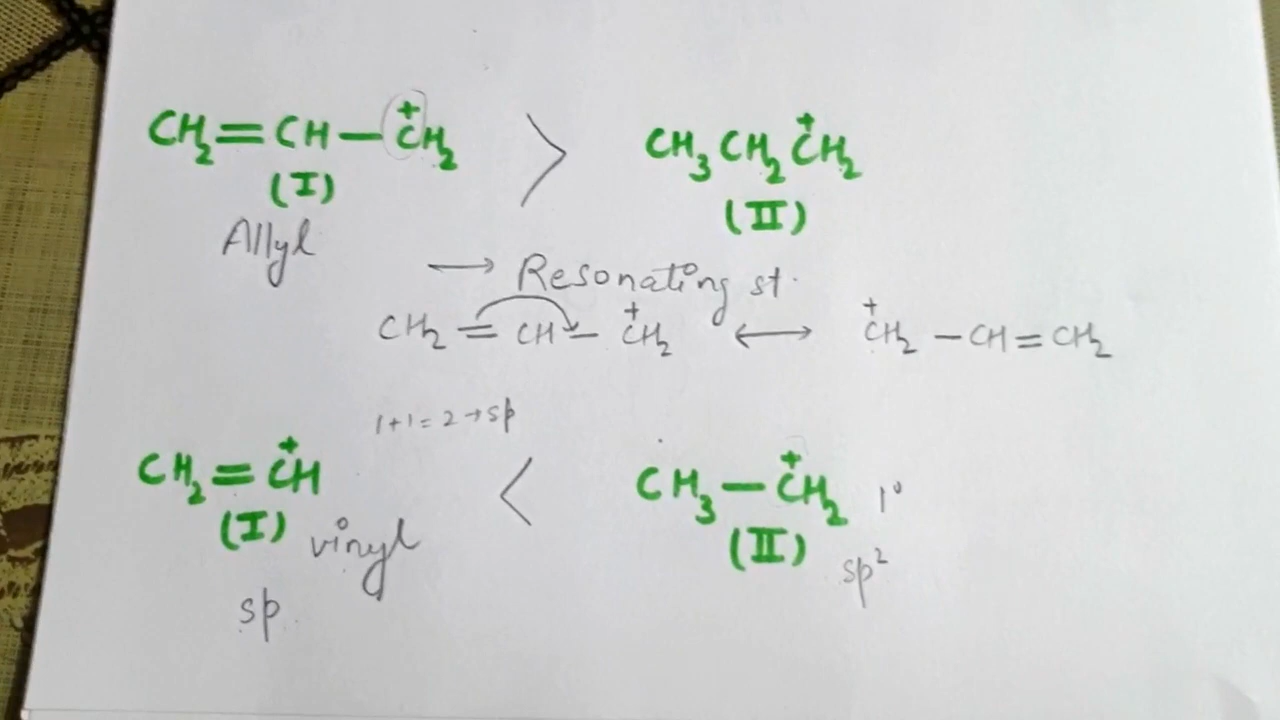 CH₂=CH–C⁺H₂ > CH₃CH₂C⁺H₂
(I) (II)
Allyl
→ Resonating st.
CH₂=CH–C⁺H₂ ↔ C⁺H₂–CH=CH₂
1+1=2→sp
CH₂=C⁺H < CH₃–C⁺H₂ 1°
(I) vinyl (II)
sp sp²